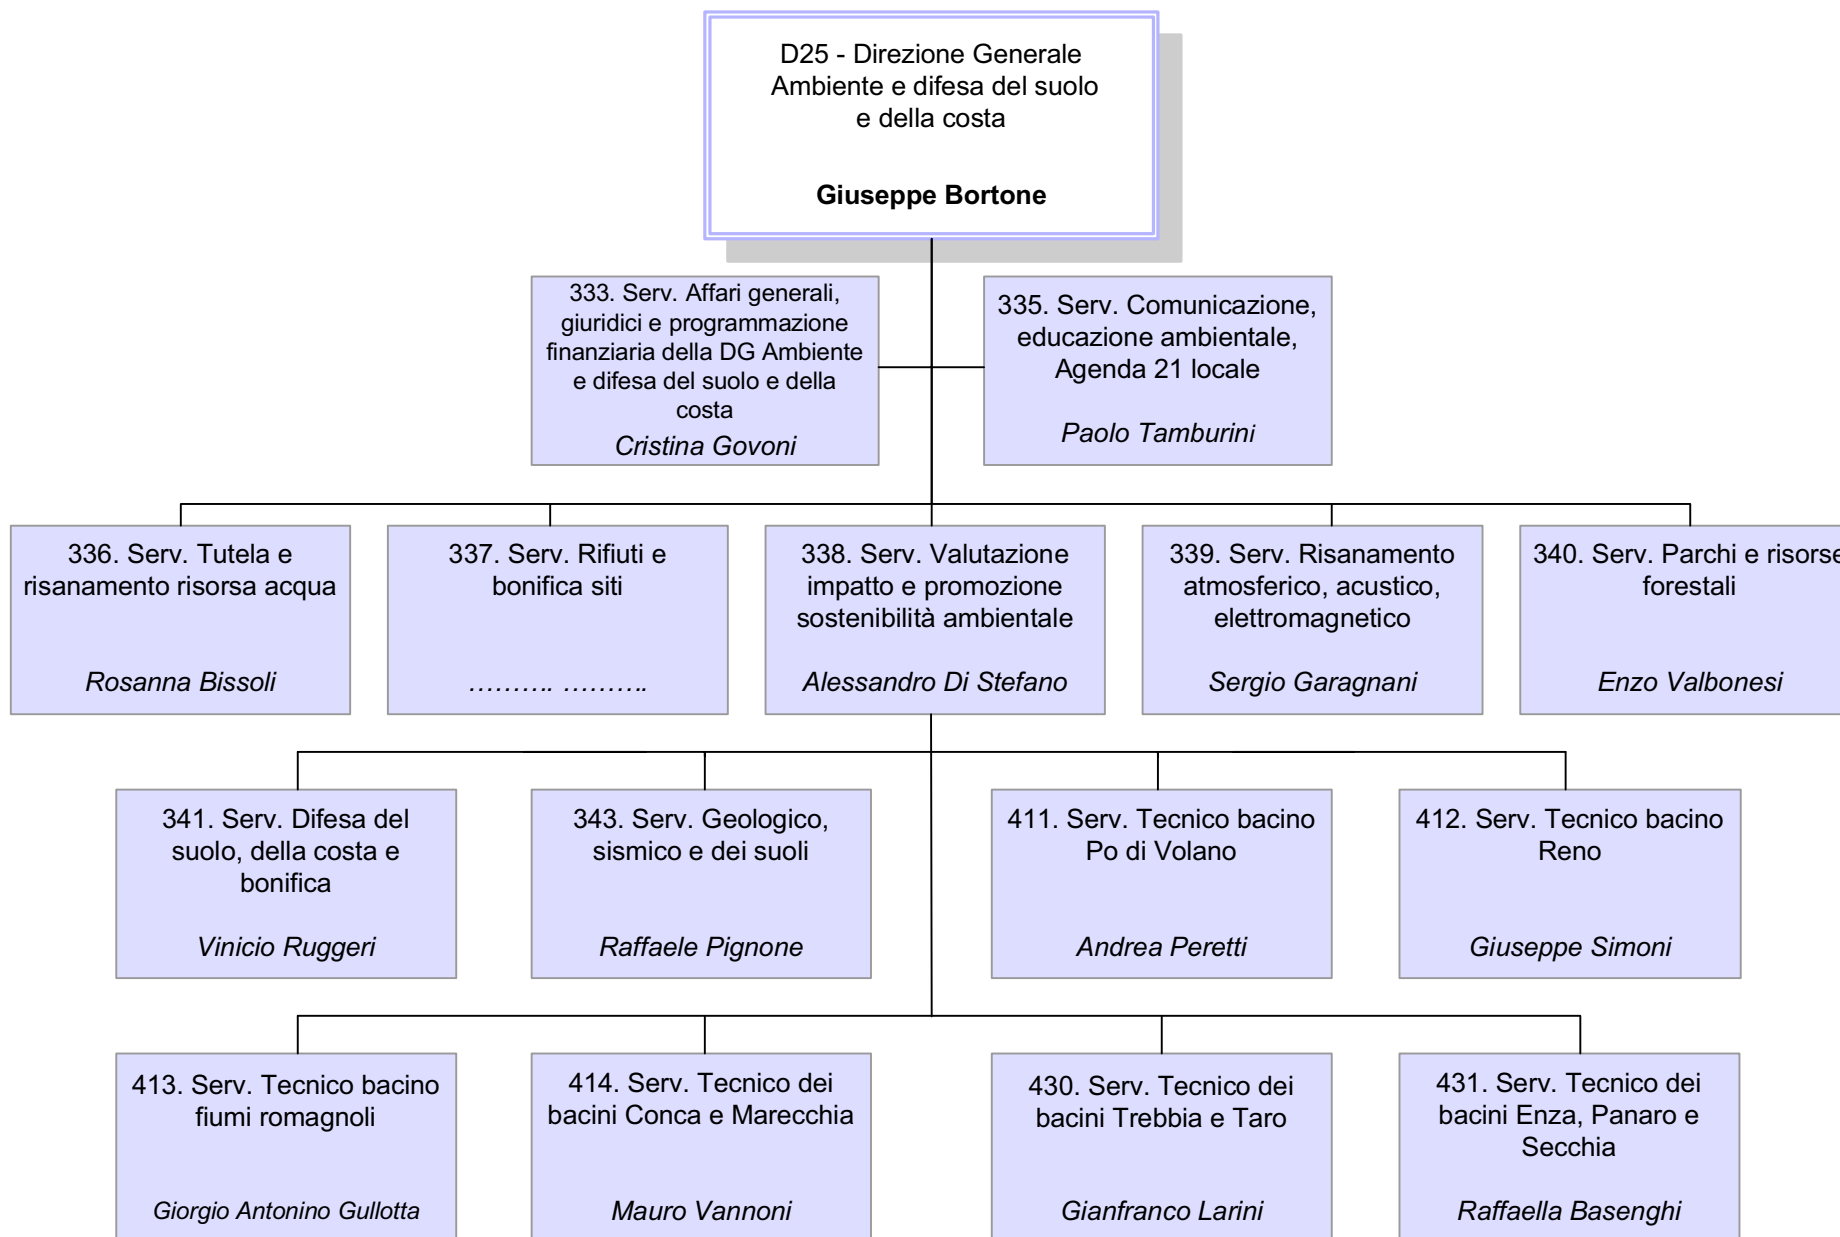 D25 - Direzione Generale
Ambiente e difesa del suolo
e della costa
Giuseppe Bortone
333. Serv. Affari generali,
giuridici e programmazione
finanziaria della DG Ambiente
e difesa del suolo e della
costa
Cristina Govoni
335. Serv. Comunicazione,
educazione ambientale,
Agenda 21 locale
Paolo Tamburini
336. Serv. Tutela e
risanamento risorsa acqua
Rosanna Bissoli
337. Serv. Rifiuti e
bonifica siti
………. ……….
338. Serv. Valutazione
impatto e promozione
sostenibilità ambientale
Alessandro Di Stefano
339. Serv. Risanamento
atmosferico, acustico,
elettromagnetico
Sergio Garagnani
340. Serv. Parchi e risorse
forestali
Enzo Valbonesi
341. Serv. Difesa del
suolo, della costa e
bonifica
Vinicio Ruggeri
343. Serv. Geologico,
sismico e dei suoli
Raffaele Pignone
411. Serv. Tecnico bacino
Po di Volano
Andrea Peretti
412. Serv. Tecnico bacino
Reno
Giuseppe Simoni
413. Serv. Tecnico bacino
fiumi romagnoli
Giorgio Antonino Gullotta
414. Serv. Tecnico dei
bacini Conca e Marecchia
Mauro Vannoni
430. Serv. Tecnico dei
bacini Trebbia e Taro
Gianfranco Larini
431. Serv. Tecnico dei
bacini Enza, Panaro e
Secchia
Raffaella Basenghi